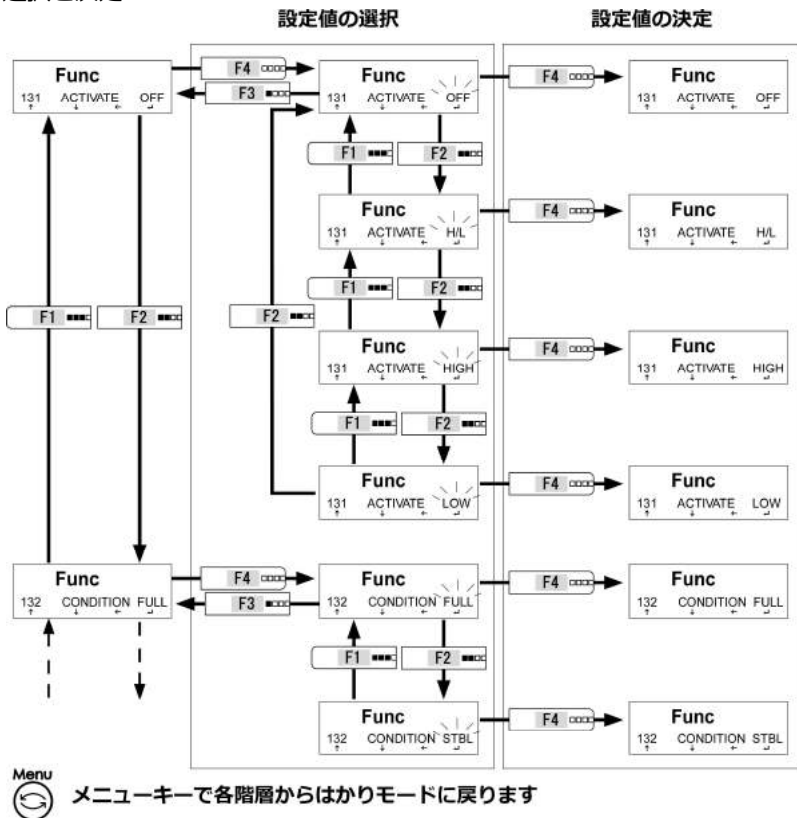 設定値の選択 設定値の決定
Func F4 Func F4 Func
131 ACTIVATE OFF F3 131 ACTIVATE OFF 131 ACTIVATE OFF
↑ ↓ ← ↵ ↑ ↓ ← ↵ ↑ ↓ ← ↵
F1 F2
Func F4 Func
131 ACTIVATE H/L 131 ACTIVATE H/L
↑ ↓ ← ↵ ↑ ↓ ← ↵
F1 F2
F1 F2 F2
Func F4 Func
131 ACTIVATE HIGH 131 ACTIVATE HIGH
↑ ↓ ← ↵ ↑ ↓ ← ↵
F1 F2
Func F4 Func
131 ACTIVATE LOW 131 ACTIVATE LOW
↑ ↓ ← ↵ ↑ ↓ ← ↵
Func F4 Func F4 Func
132 CONDITION FULL F3 132 CONDITION FULL 132 CONDITION FULL
↑ ↓ ← ↵ ↑ ↓ ← ↵ ↑ ↓ ← ↵
F1 F2
Func F4 Func
132 CONDITION STBL 132 CONDITION STBL
↑ ↓ ← ↵ ↑ ↓ ← ↵
Menu
メニューキーで各階層からはかりモードに戻ります